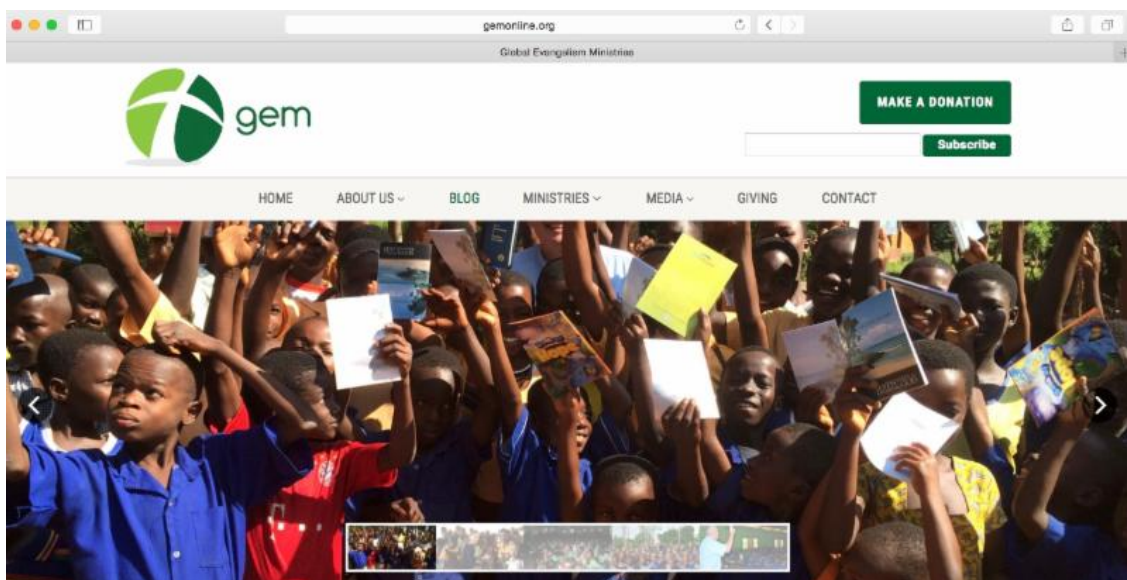 gemonline.org
Global Evangelism Ministries
gem
MAKE A DONATION
Subscribe
HOME ABOUT US BLOG MINISTRIES MEDIA GIVING CONTACT